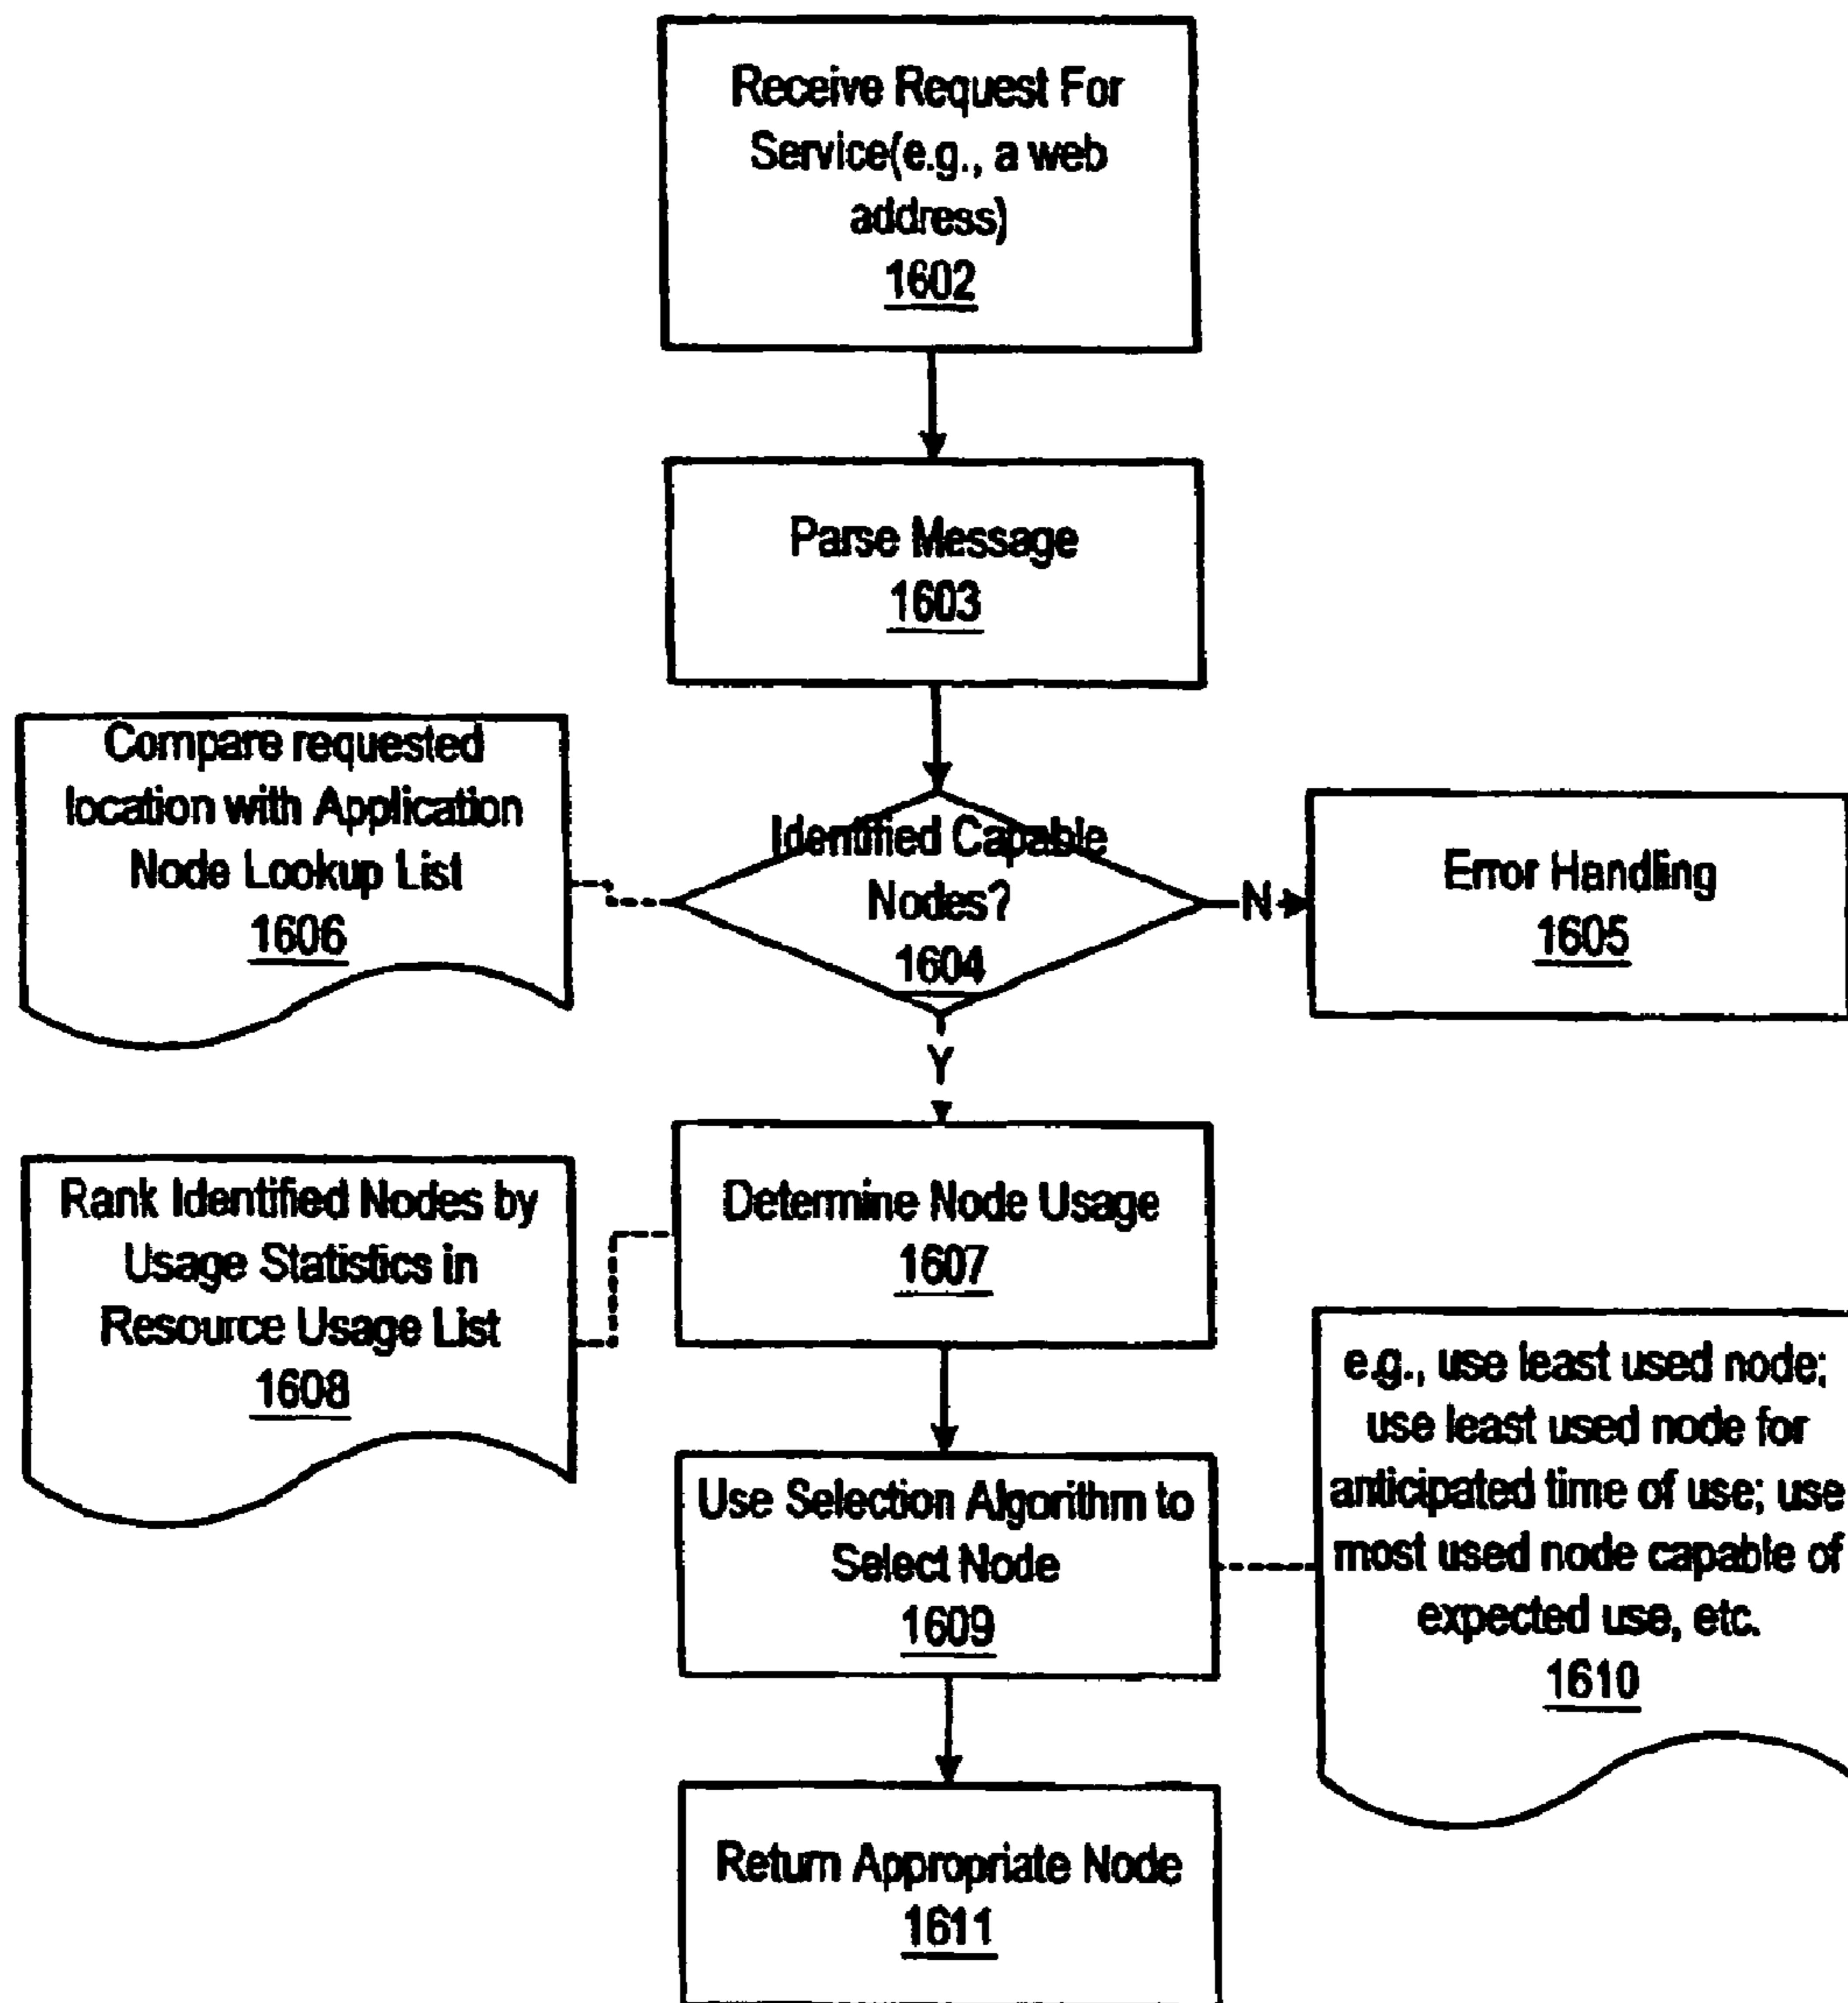 Receive Request For
Service(e.g., a web
address)
1602
Parse Message
1603
Compare requested
location with Application
Node Lookup List
1606
Identified Capable
Nodes?
1604
N
Error Handling
1605
Y
Rank Identified Nodes by
Usage Statistics in
Resource Usage List
1608
Determine Node Usage
1607
Use Selection Algorithm to
Select Node
1609
e.g., use least used node;
use least used node for
anticipated time of use; use
most used node capable of
expected use, etc.
1610
Return Appropriate Node
1611